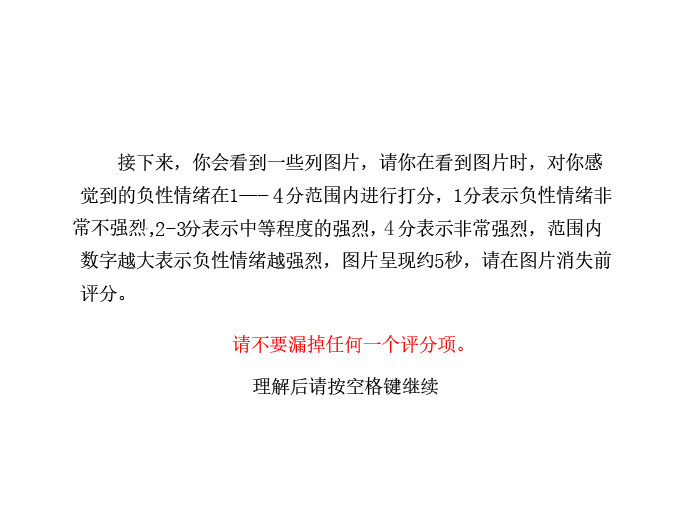 接下来，你会看到一些列图片，请你在看到图片时，对你感
觉到的负性情绪在1——４分范围内进行打分，1分表示负性情绪非
常不强烈,2-3分表示中等程度的强烈，４分表示非常强烈，范围内
数字越大表示负性情绪越强烈，图片呈现约5秒，请在图片消失前
评分。
请不要漏掉任何一个评分项。
理解后请按空格键继续